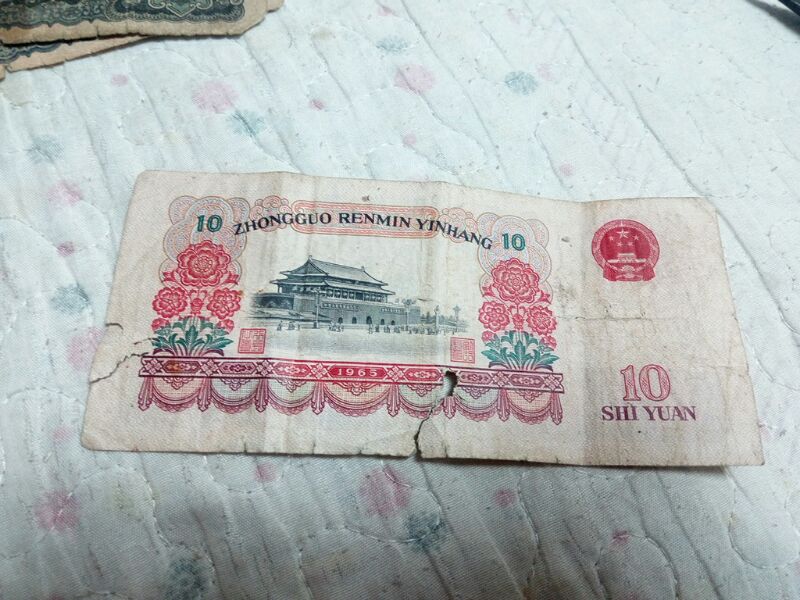 10 ZHONGGUO RENMIN YINHANG 10
1965
10
SHI YUAN